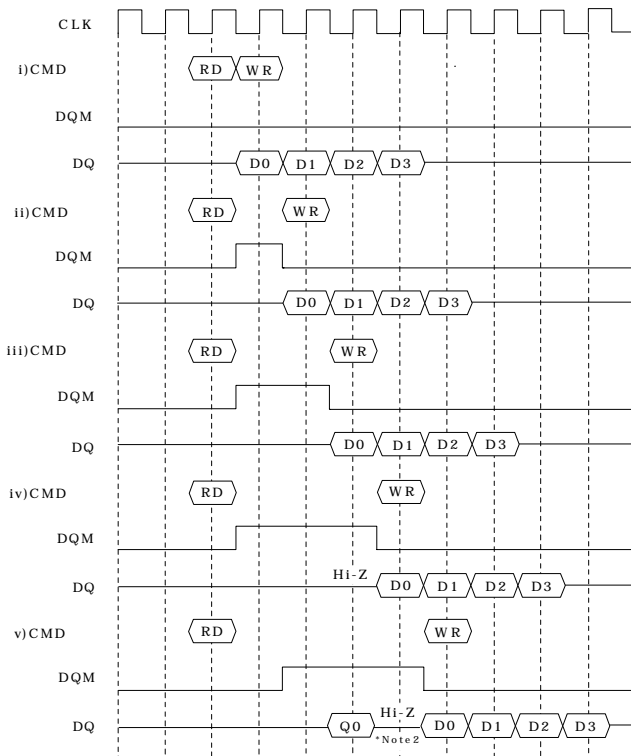 CLK
i)CMD RD WR
DQM
DQ D0 D1 D2 D3
ii)CMD RD WR
DQM
DQ D0 D1 D2 D3
iii)CMD RD WR
DQM
DQ D0 D1 D2 D3
iv)CMD RD WR
DQM
DQ Hi-Z D0 D1 D2 D3
v)CMD RD WR
DQM
DQ Q0 Hi-Z D0 D1 D2 D3
*Note2